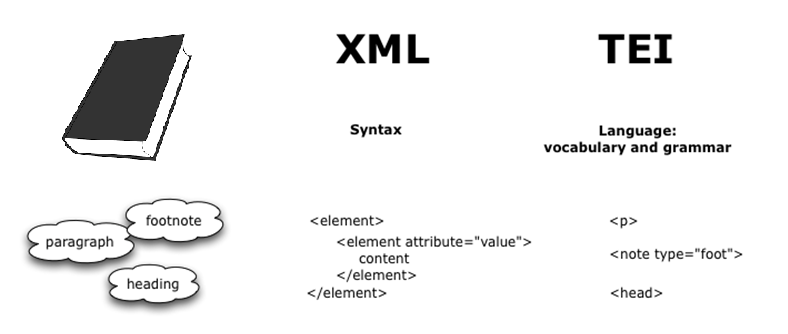 XML
TEI
Syntax
Language:
vocabulary and grammar
footnote
paragraph
heading
<element>
<element attribute="value">
content
</element>
</element>
<p>
<note type="foot">
<head>